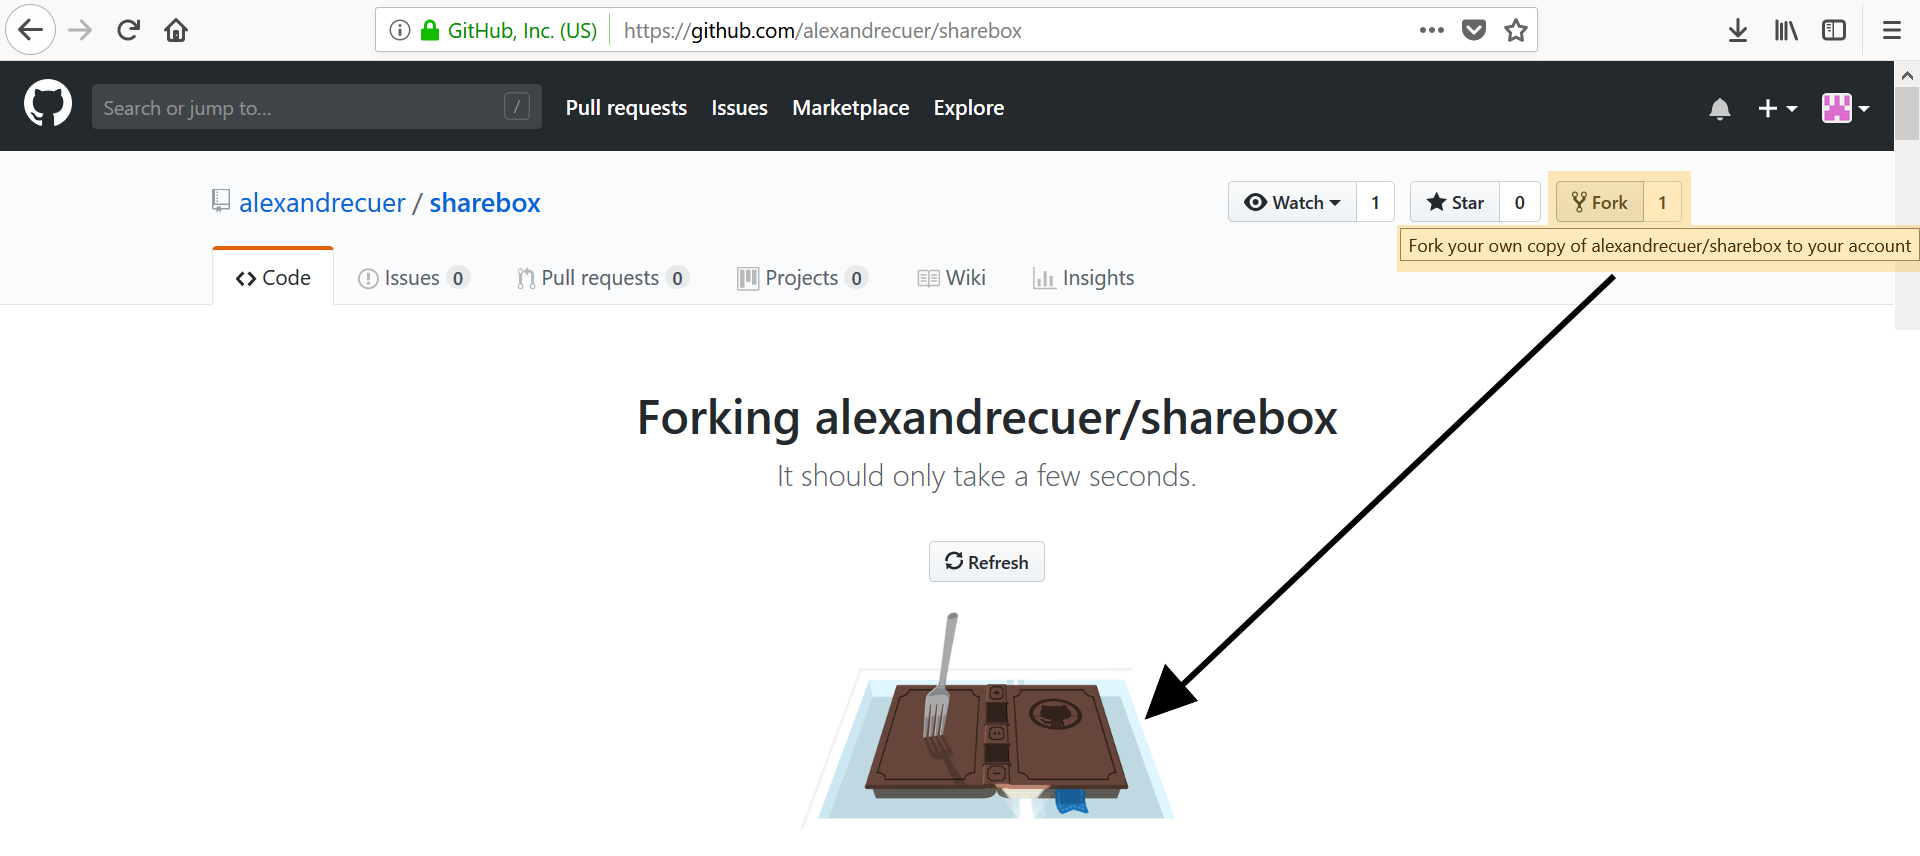 GitHub, Inc. (US) https://github.com/alexandrecuer/sharebox
Search or jump to... / Pull requests Issues Marketplace Explore
alexandrecuer / sharebox Watch 1 Star 0 Fork 1
Fork your own copy of alexandrecuer/sharebox to your account
Code Issues 0 Pull requests 0 Projects 0 Wiki Insights
Forking alexandrecuer/sharebox
It should only take a few seconds.
Refresh